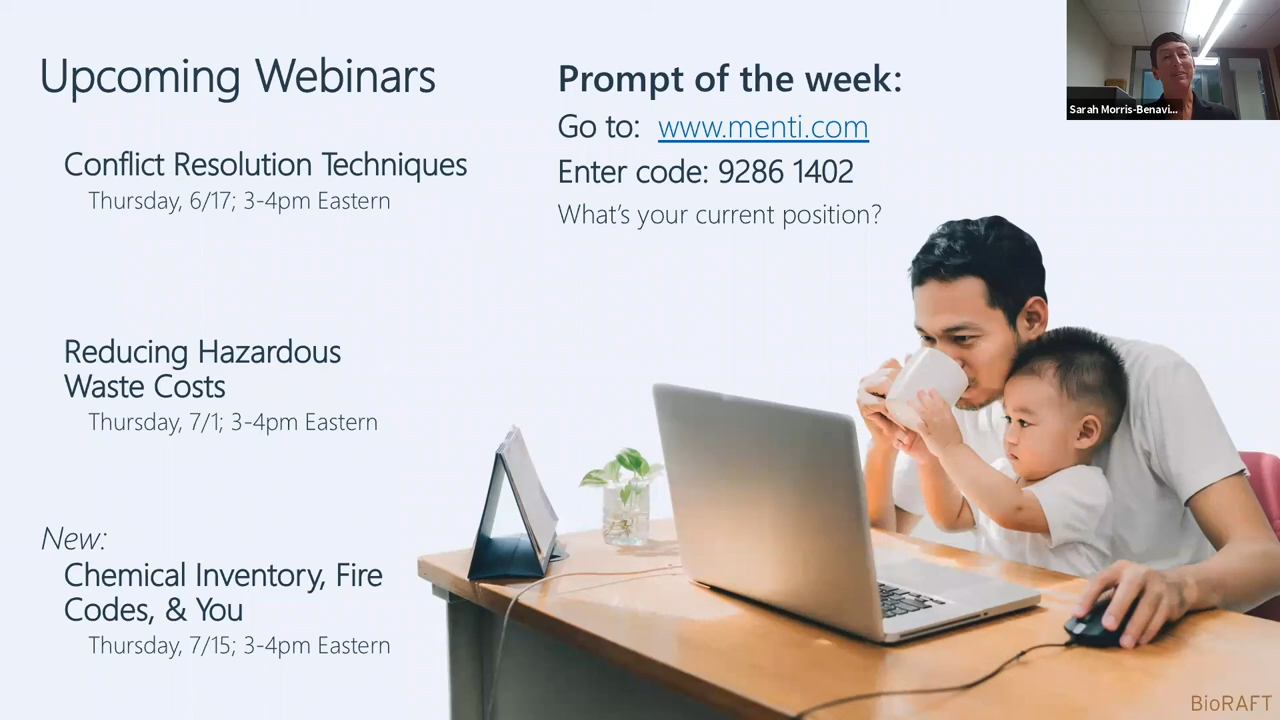 Upcoming Webinars
Conflict Resolution Techniques
Thursday, 6/17; 3-4pm Eastern
Reducing Hazardous
Waste Costs
Thursday, 7/1; 3-4pm Eastern
New:
Chemical Inventory, Fire
Codes, & You
Thursday, 7/15; 3-4pm Eastern
Prompt of the week:
Go to: www.menti.com
Enter code: 9286 1402
What's your current position?
Sarah Morris-Benavi...
BioRAFT